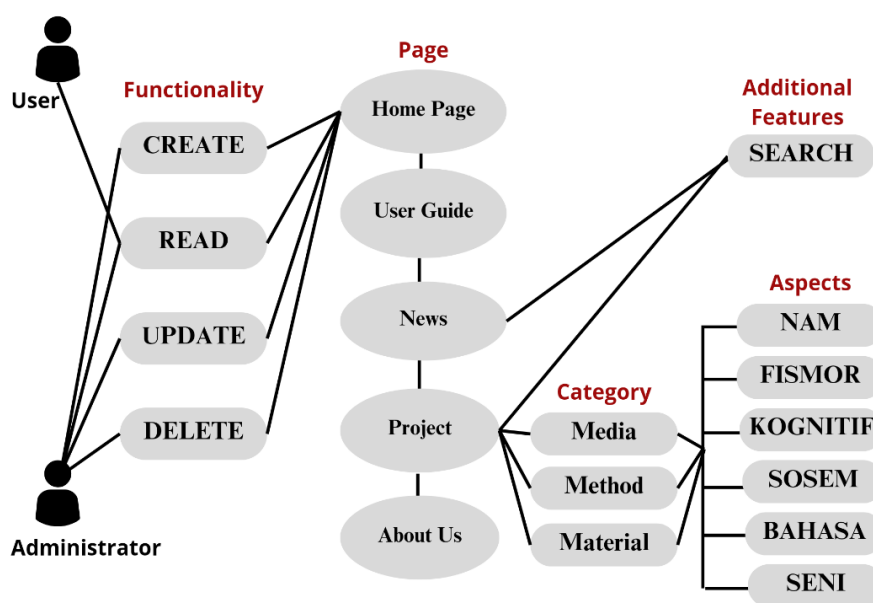 User
Administrator
Functionality
CREATE
READ
UPDATE
DELETE
Page
Home Page
User Guide
News
Project
About Us
Category
Media
Method
Material
Additional
Features
SEARCH
Aspects
NAM
FISMOR
KOGNITIF
SOSEM
BAHASA
SENI